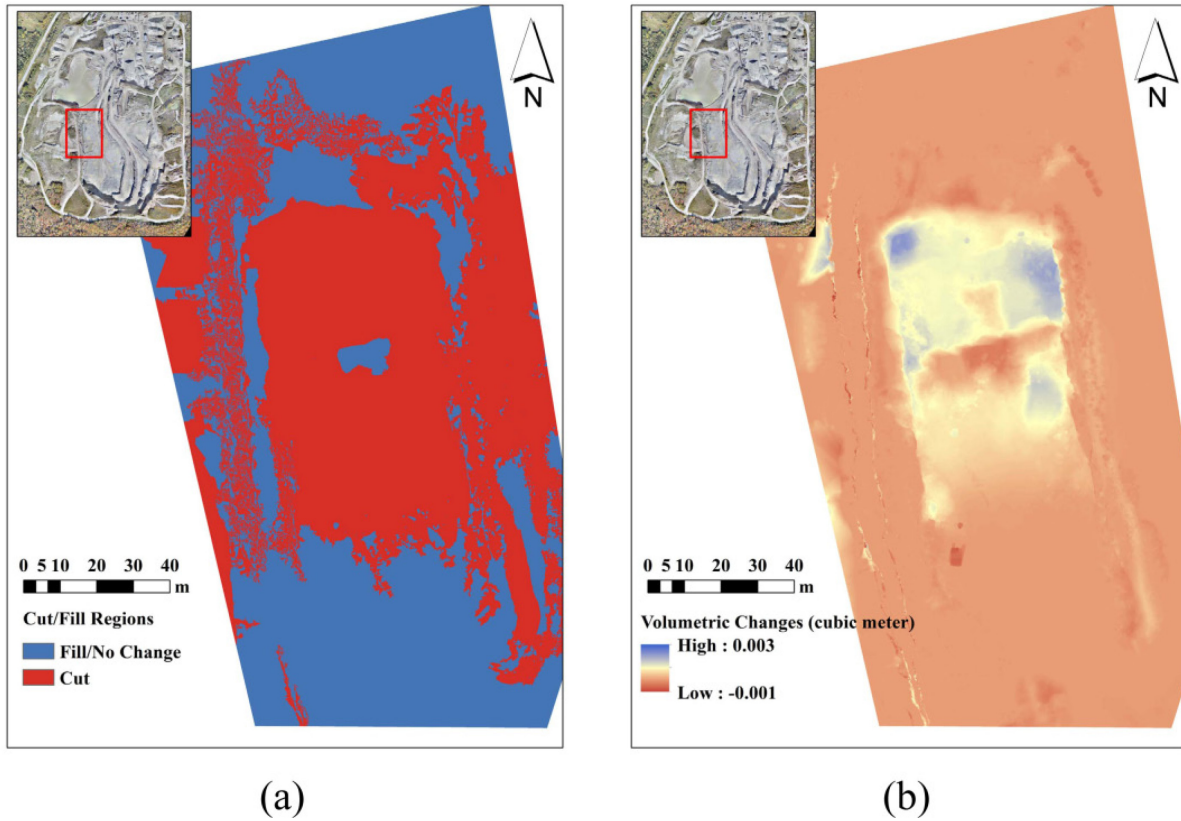 N
0 5 10 20 30 40
m
Cut/Fill Regions
Fill/No Change
Cut
(a)
N
0 5 10 20 30 40
m
Volumetric Changes (cubic meter)
High : 0.003
Low : -0.001
(b)